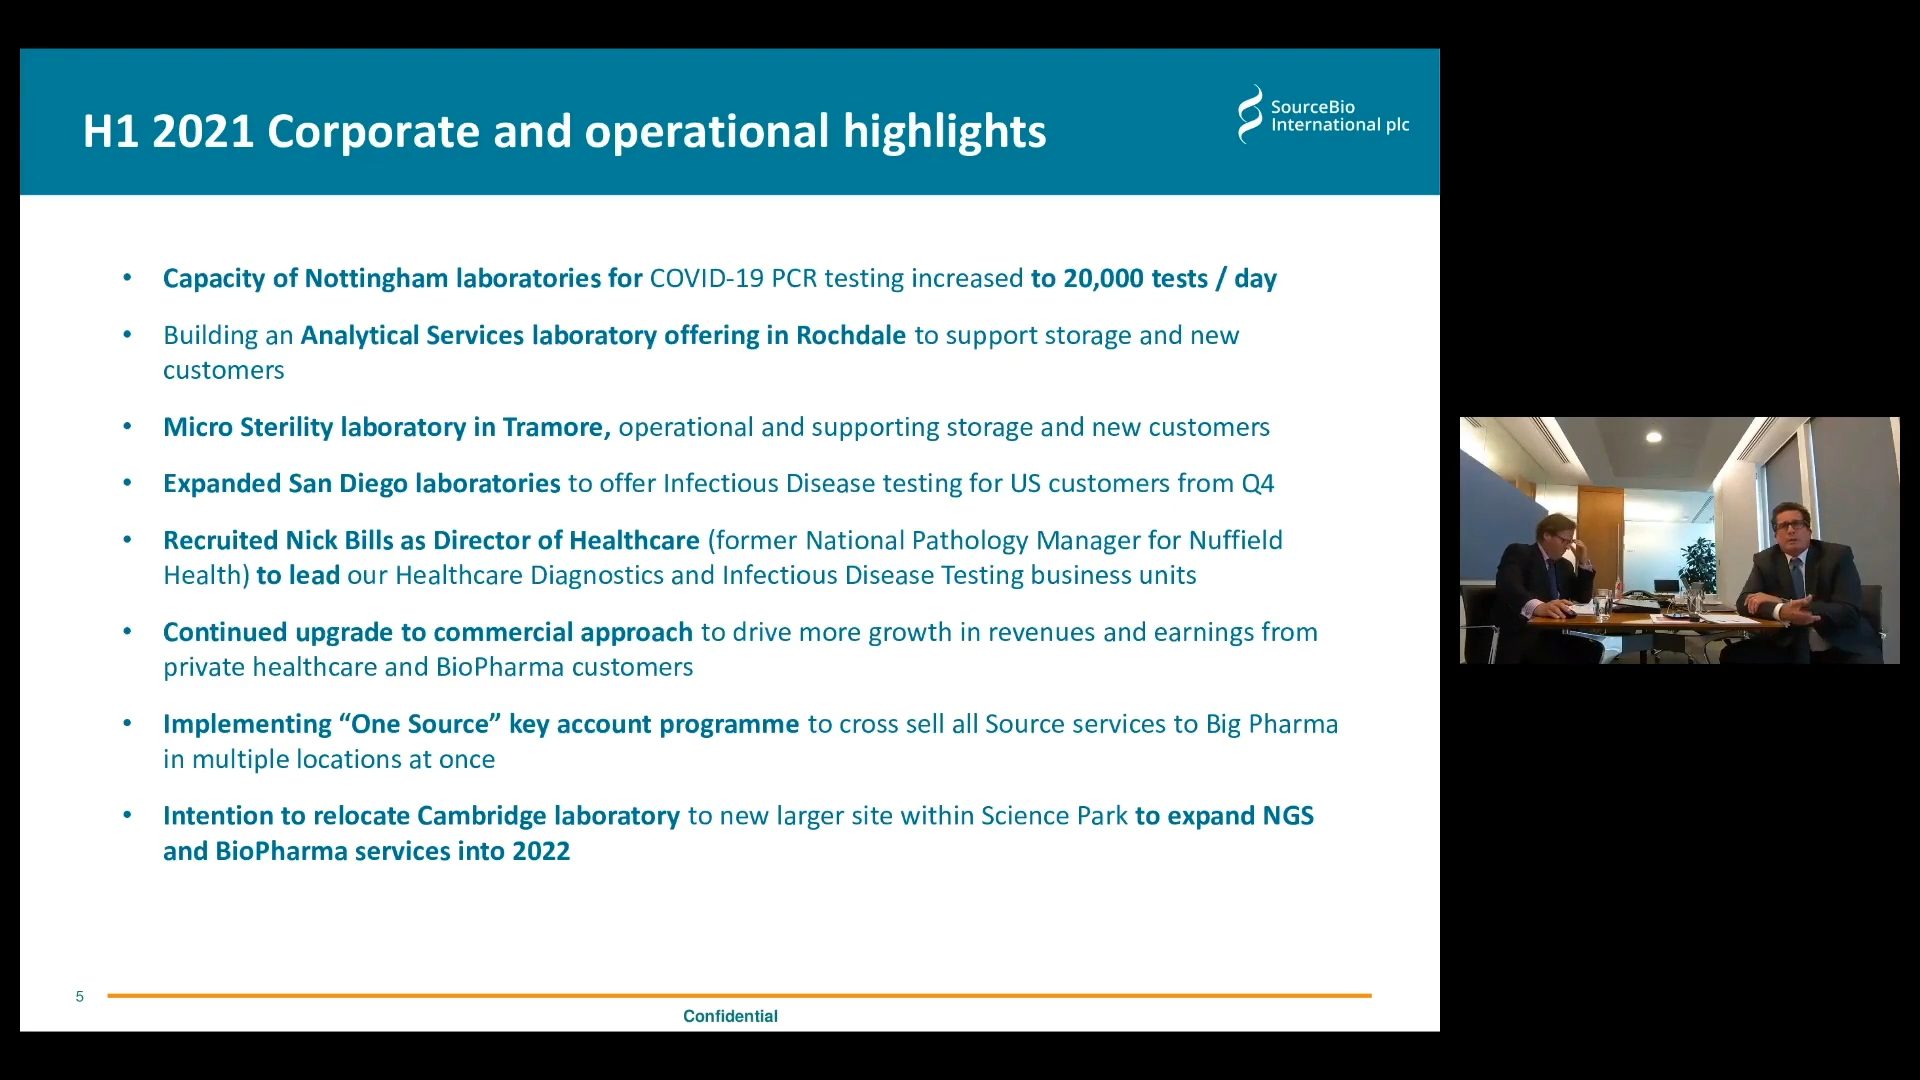 H1 2021 Corporate and operational highlights
SourceBio
International plc
• Capacity of Nottingham laboratories for COVID-19 PCR testing increased to 20,000 tests / day
• Building an Analytical Services laboratory offering in Rochdale to support storage and new
customers
• Micro Sterility laboratory in Tramore, operational and supporting storage and new customers
• Expanded San Diego laboratories to offer Infectious Disease testing for US customers from Q4
• Recruited Nick Bills as Director of Healthcare (former National Pathology Manager for Nuffield
Health) to lead our Healthcare Diagnostics and Infectious Disease Testing business units
• Continued upgrade to commercial approach to drive more growth in revenues and earnings from
private healthcare and BioPharma customers
• Implementing “One Source” key account programme to cross sell all Source services to Big Pharma
in multiple locations at once
• Intention to relocate Cambridge laboratory to new larger site within Science Park to expand NGS
and BioPharma services into 2022
5
Confidential